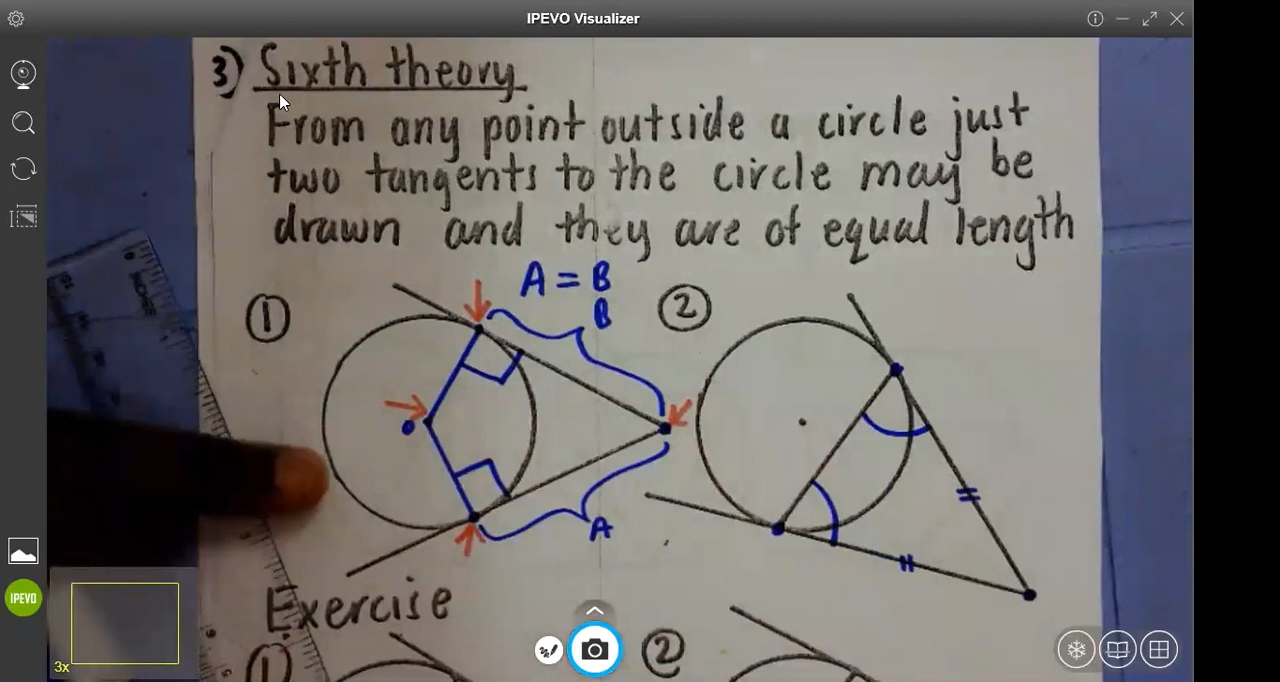 IPEVO Visualizer
3) Sixth theory
From any point outside a circle just
two tangents to the circle may be
drawn and they are of equal length
① A = B ②
B
o
A
Exercise
1) ②
IPEVO
3x